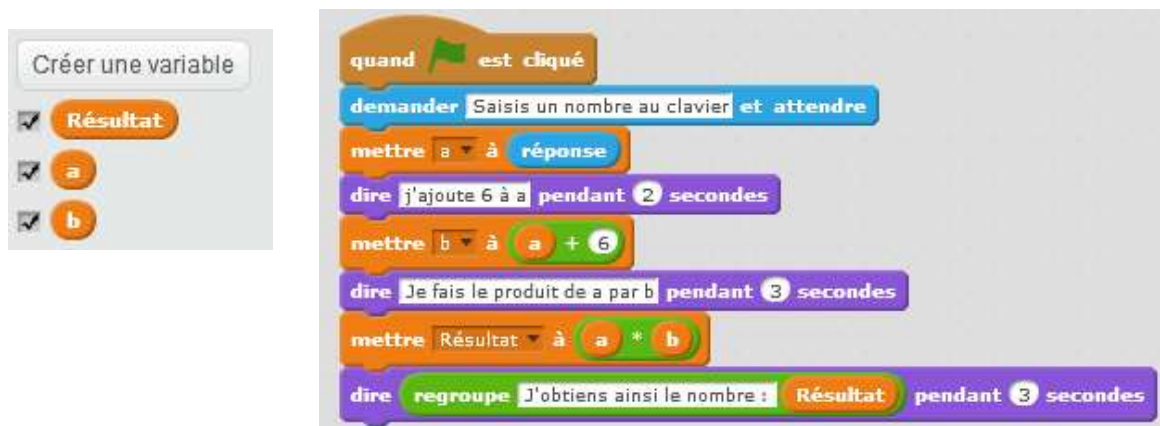 Créer une variable
Résultat
a
b
quand est cliqué
demander Saisis un nombre au clavier et attendre
mettre a à réponse
dire j'ajoute 6 à a pendant 2 secondes
mettre b à a + 6
dire Je fais le produit de a par b pendant 3 secondes
mettre Résultat à a * b
dire regroupe J'obtiens ainsi le nombre : Résultat pendant 3 secondes